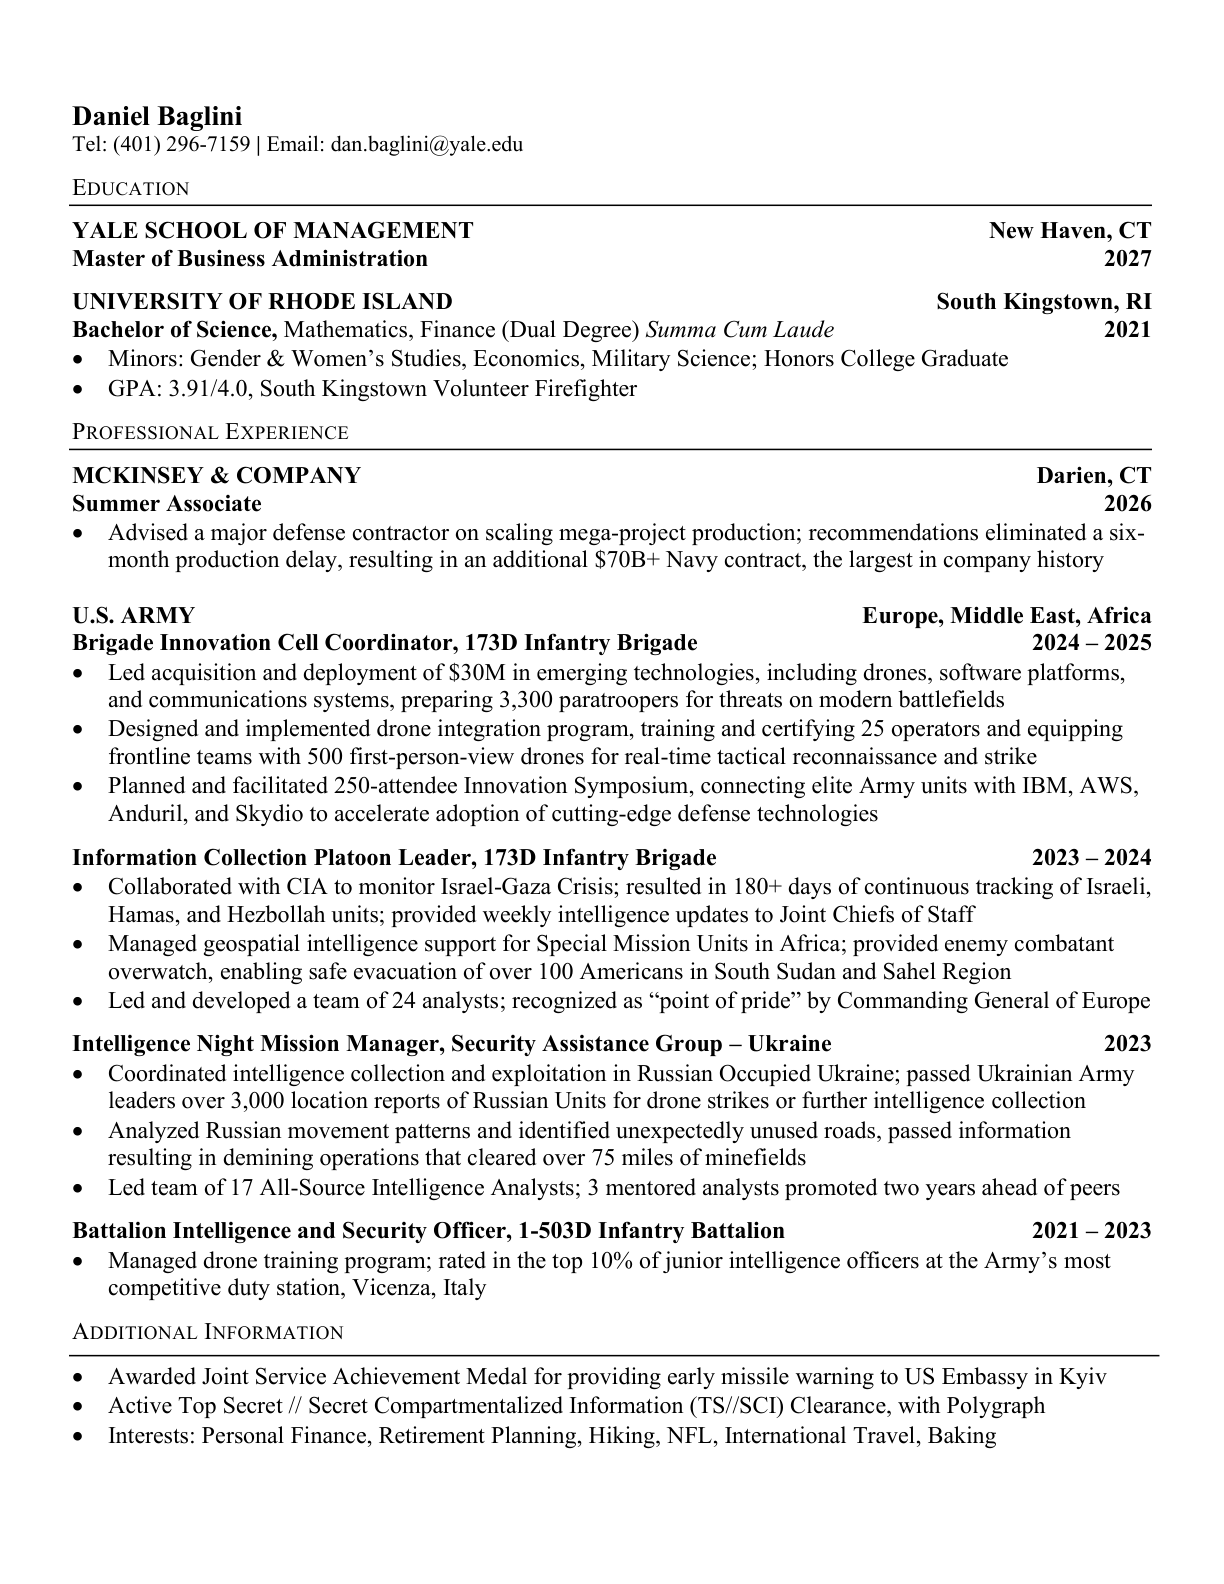 Daniel Baglini
Tel: (401) 296-7159 | Email: dan.baglini@yale.edu
EDUCATION
YALE SCHOOL OF MANAGEMENT New Haven, CT
Master of Business Administration 2027
UNIVERSITY OF RHODE ISLAND South Kingstown, RI
Bachelor of Science, Mathematics, Finance (Dual Degree) Summa Cum Laude 2021
• Minors: Gender & Women’s Studies, Economics, Military Science; Honors College Graduate
• GPA: 3.91/4.0, South Kingstown Volunteer Firefighter
PROFESSIONAL EXPERIENCE
MCKINSEY & COMPANY Darien, CT
Summer Associate 2026
• Advised a major defense contractor on scaling mega-project production; recommendations eliminated a six-
month production delay, resulting in an additional $70B+ Navy contract, the largest in company history
U.S. ARMY Europe, Middle East, Africa
Brigade Innovation Cell Coordinator, 173D Infantry Brigade 2024 – 2025
• Led acquisition and deployment of $30M in emerging technologies, including drones, software platforms,
and communications systems, preparing 3,300 paratroopers for threats on modern battlefields
• Designed and implemented drone integration program, training and certifying 25 operators and equipping
frontline teams with 500 first-person-view drones for real-time tactical reconnaissance and strike
• Planned and facilitated 250-attendee Innovation Symposium, connecting elite Army units with IBM, AWS,
Anduril, and Skydio to accelerate adoption of cutting-edge defense technologies
Information Collection Platoon Leader, 173D Infantry Brigade 2023 – 2024
• Collaborated with CIA to monitor Israel-Gaza Crisis; resulted in 180+ days of continuous tracking of Israeli,
Hamas, and Hezbollah units; provided weekly intelligence updates to Joint Chiefs of Staff
• Managed geospatial intelligence support for Special Mission Units in Africa; provided enemy combatant
overwatch, enabling safe evacuation of over 100 Americans in South Sudan and Sahel Region
• Led and developed a team of 24 analysts; recognized as “point of pride” by Commanding General of Europe
Intelligence Night Mission Manager, Security Assistance Group – Ukraine 2023
• Coordinated intelligence collection and exploitation in Russian Occupied Ukraine; passed Ukrainian Army
leaders over 3,000 location reports of Russian Units for drone strikes or further intelligence collection
• Analyzed Russian movement patterns and identified unexpectedly unused roads, passed information
resulting in demining operations that cleared over 75 miles of minefields
• Led team of 17 All-Source Intelligence Analysts; 3 mentored analysts promoted two years ahead of peers
Battalion Intelligence and Security Officer, 1-503D Infantry Battalion 2021 – 2023
• Managed drone training program; rated in the top 10% of junior intelligence officers at the Army’s most
competitive duty station, Vicenza, Italy
ADDITIONAL INFORMATION
• Awarded Joint Service Achievement Medal for providing early missile warning to US Embassy in Kyiv
• Active Top Secret // Secret Compartmentalized Information (TS//SCI) Clearance, with Polygraph
• Interests: Personal Finance, Retirement Planning, Hiking, NFL, International Travel, Baking